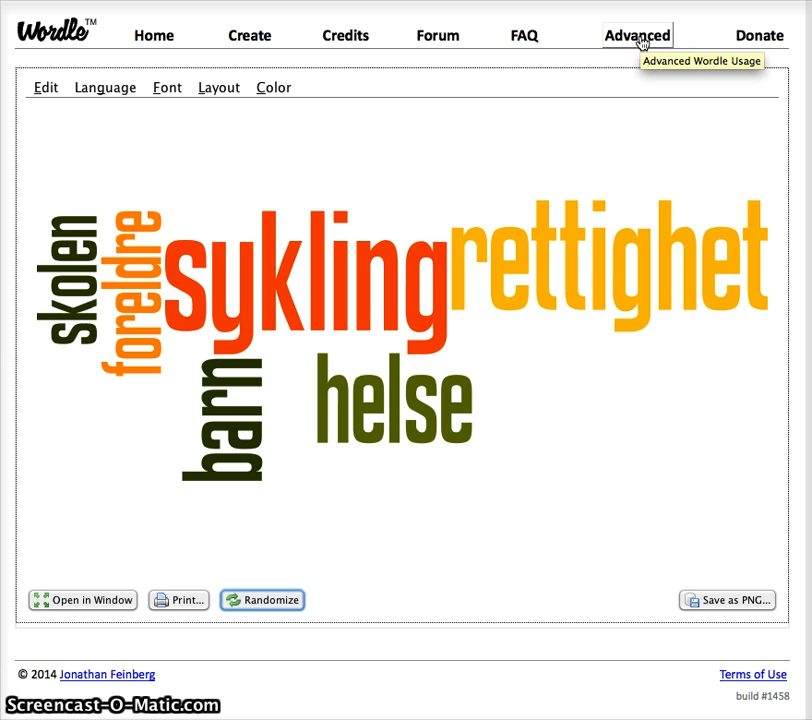 Wordle™ Home Create Credits Forum FAQ Advanced Donate
Advanced Wordle Usage
Edit Language Font Layout Color
skolen
foreldre
sykling
rettighet
barn
helse
Open in Window Print... Randomize Save as PNG...
© 2014 Jonathan Feinberg Terms of Use
build #1458
Screencast-O-Matic.com